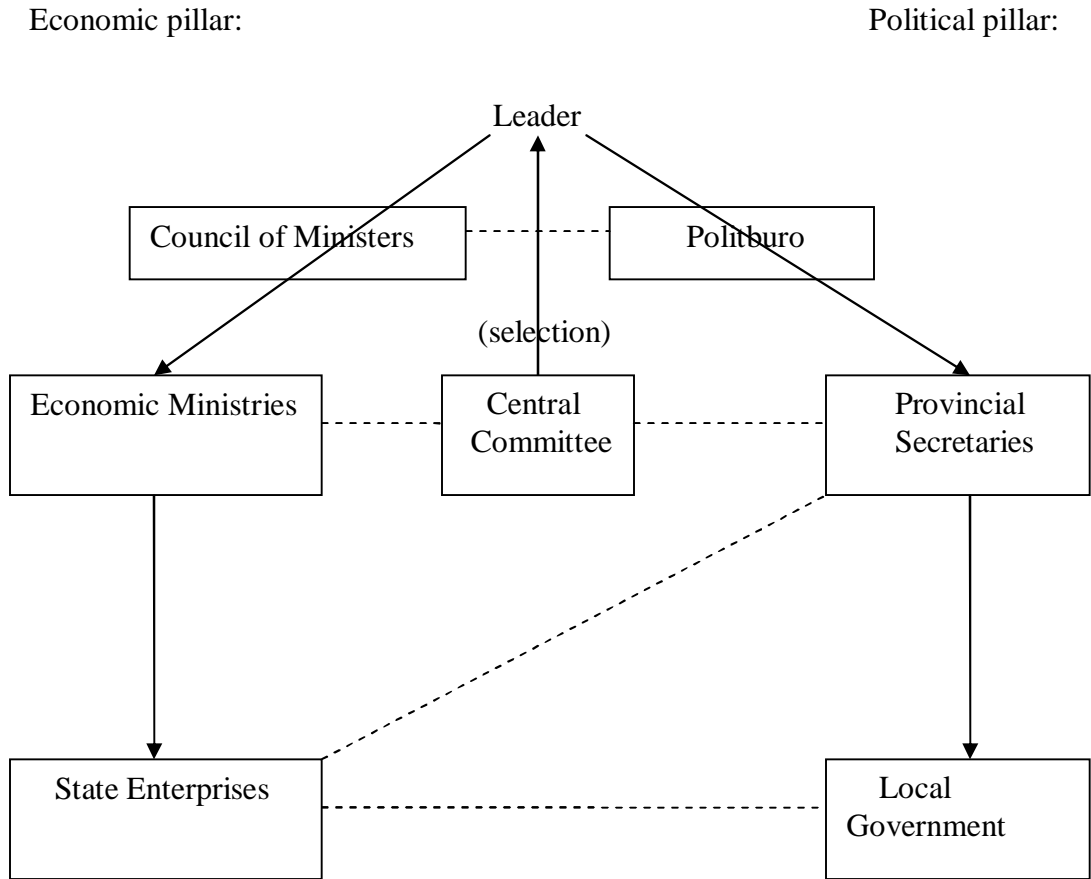 Economic pillar:
Political pillar:
Leader
Council of Ministers
Politburo
(selection)
Economic Ministries
Central
Committee
Provincial
Secretaries
State Enterprises
Local
Government